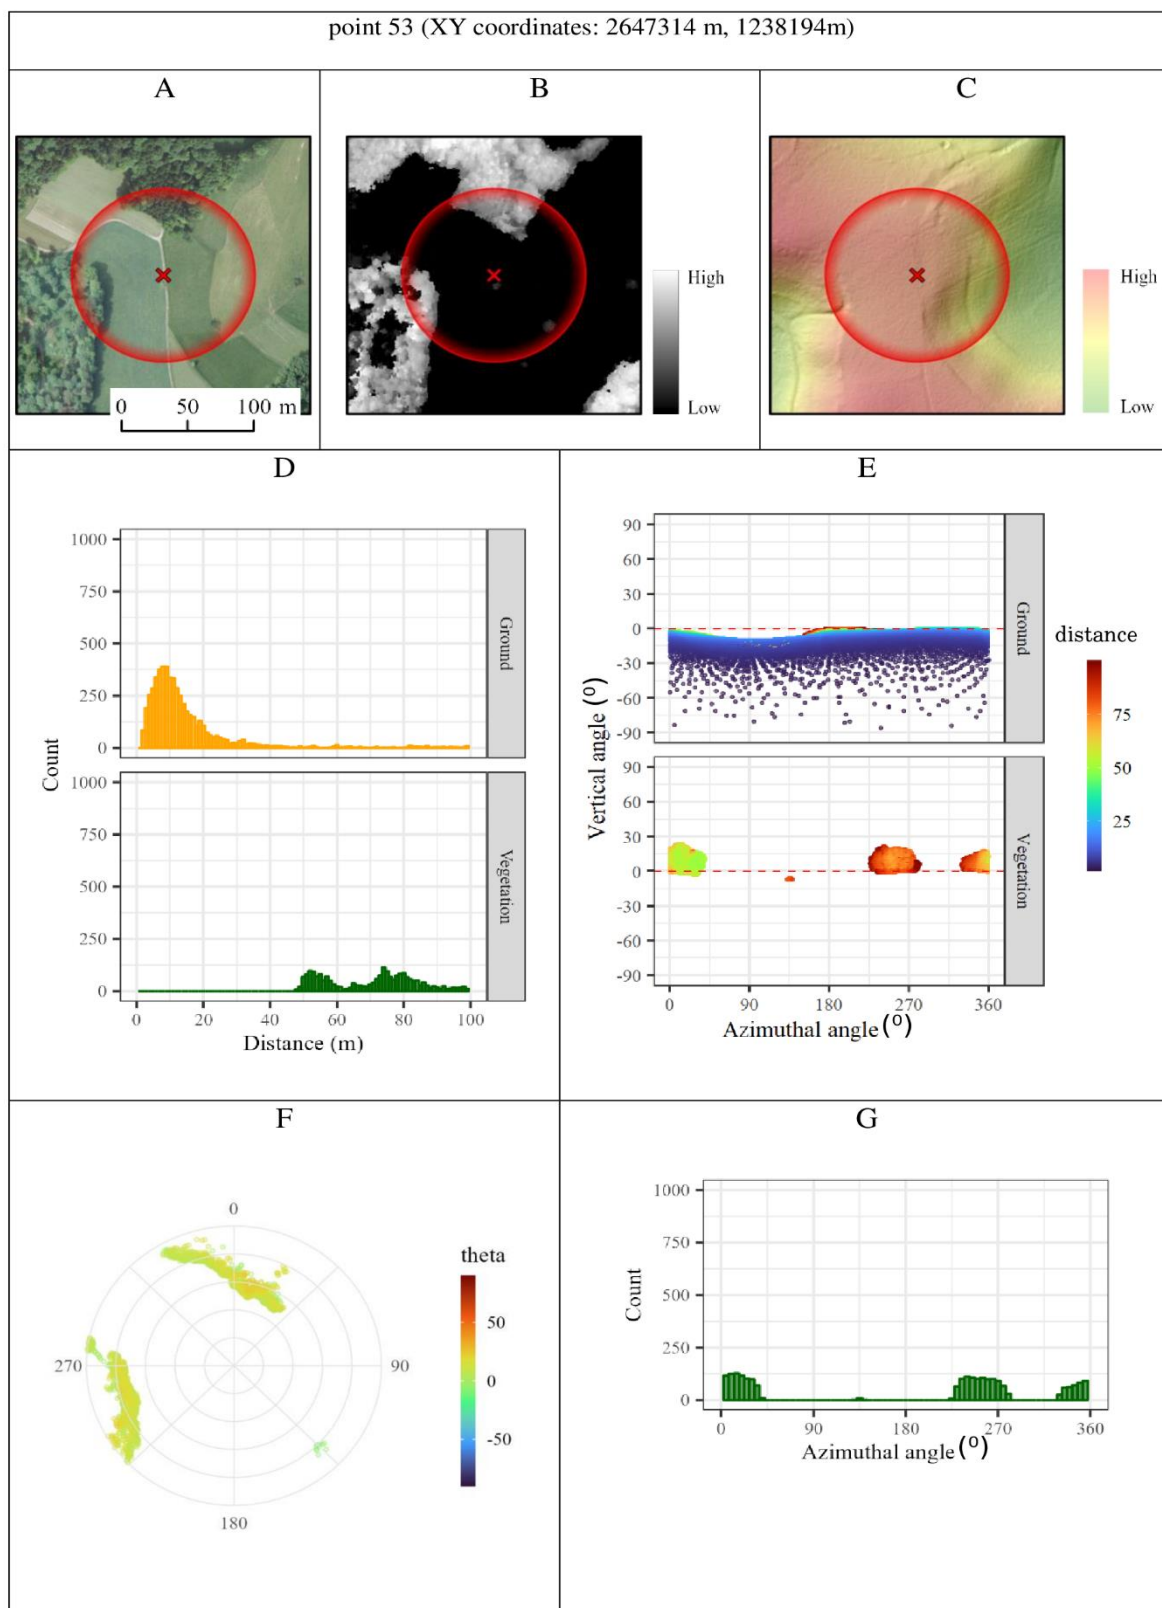 point 53 (XY coordinates: 2647314 m, 1238194m)
A
B
C
0 50 100 m
High
Low
High
Low
D
E
1000
750
500
250
0
Ground
1000
750
500
250
0
Vegetation
Count
0 20 40 60 80 100
Distance (m)
90
60
30
0
-30
-60
-90
Ground
90
60
30
0
-30
-60
-90
Vegetation
Vertical angle (⁰)
0 90 180 270 360
Azimuthal angle (⁰)
distance
75
50
25
F
G
0
90
180
270
theta
50
0
-50
1000
750
500
250
0
Count
0 90 180 270 360
Azimuthal angle (⁰)